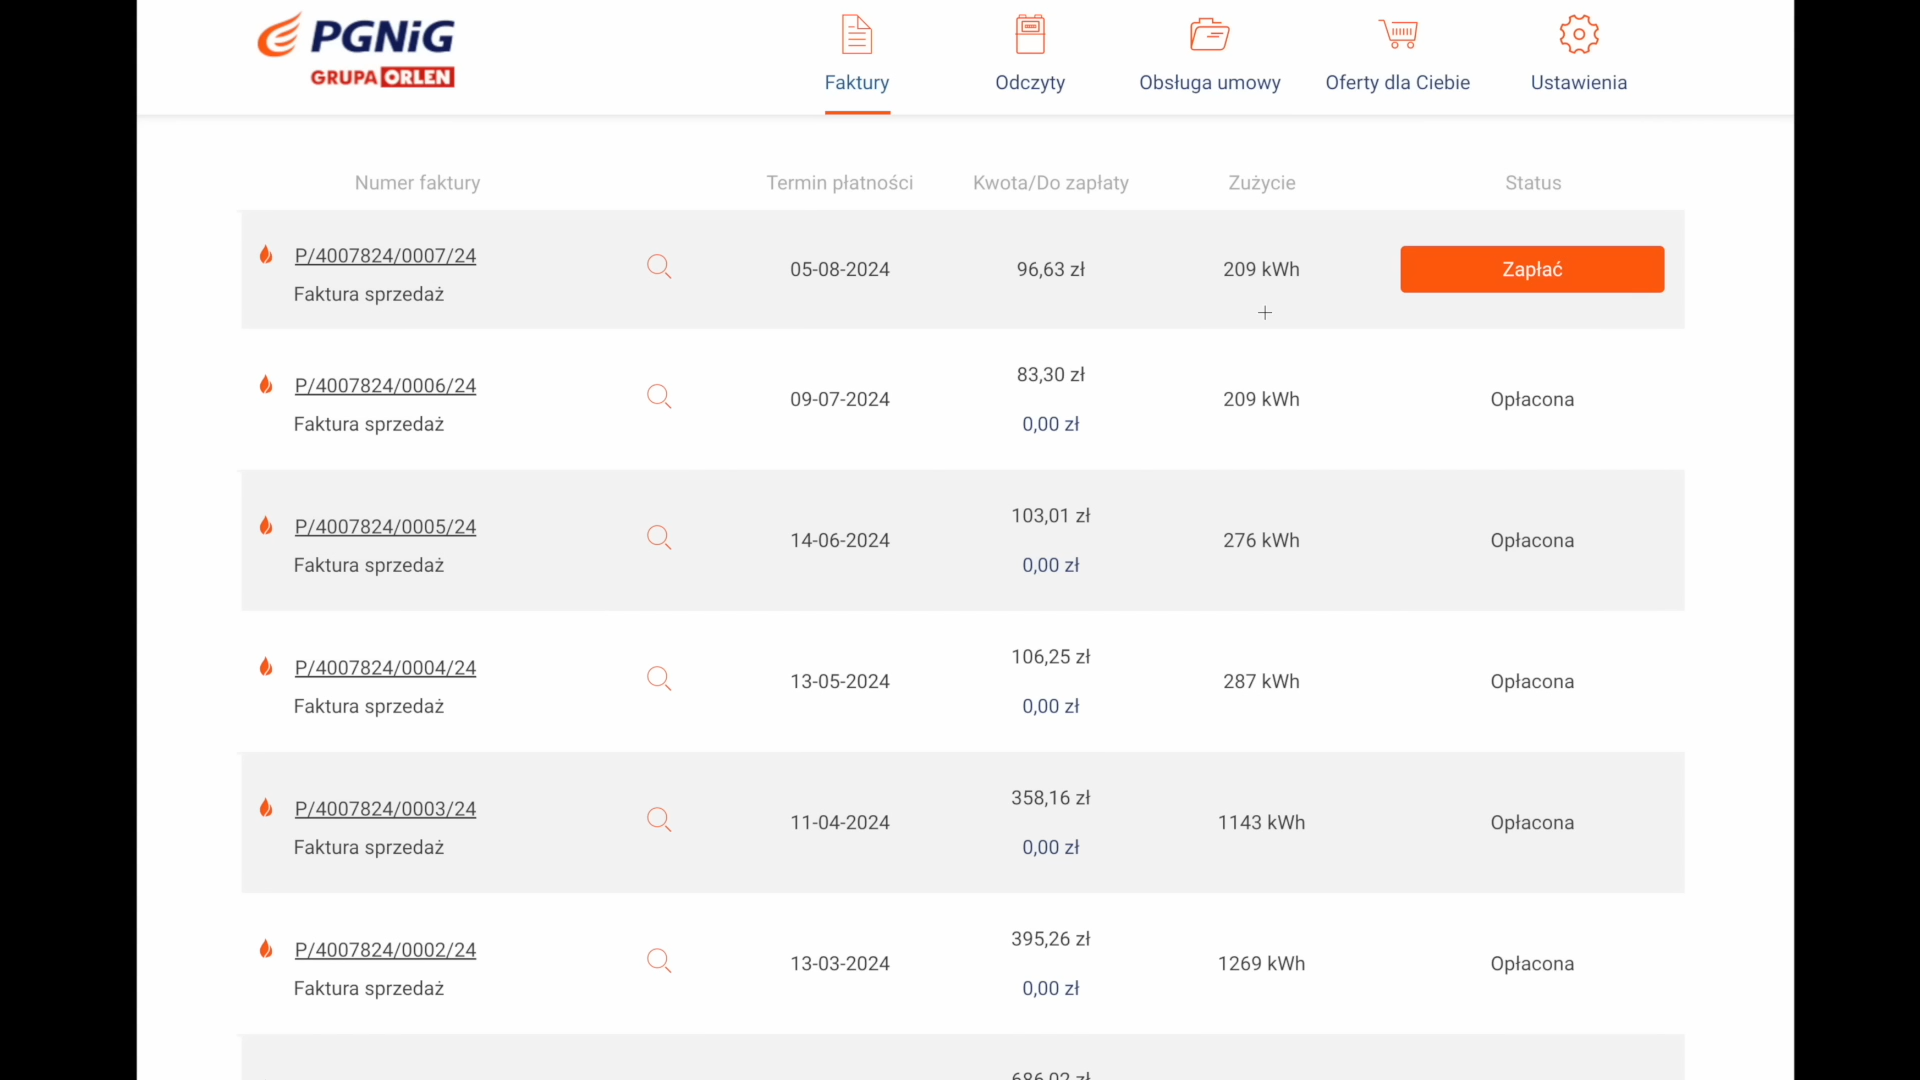 PGNiG
GRUPA ORLEN
Faktury
Odczyty
Obsługa umowy
Oferty dla Ciebie
Ustawienia
Numer faktury
Termin płatności
Kwota/Do zapłaty
Zużycie
Status
P/4007824/0007/24
Faktura sprzedaż
05-08-2024
96,63 zł
209 kWh
Zapłać
P/4007824/0006/24
Faktura sprzedaż
09-07-2024
83,30 zł
0,00 zł
209 kWh
Opłacona
P/4007824/0005/24
Faktura sprzedaż
14-06-2024
103,01 zł
0,00 zł
276 kWh
Opłacona
P/4007824/0004/24
Faktura sprzedaż
13-05-2024
106,25 zł
0,00 zł
287 kWh
Opłacona
P/4007824/0003/24
Faktura sprzedaż
11-04-2024
358,16 zł
0,00 zł
1143 kWh
Opłacona
P/4007824/0002/24
Faktura sprzedaż
13-03-2024
395,26 zł
0,00 zł
1269 kWh
Opłacona